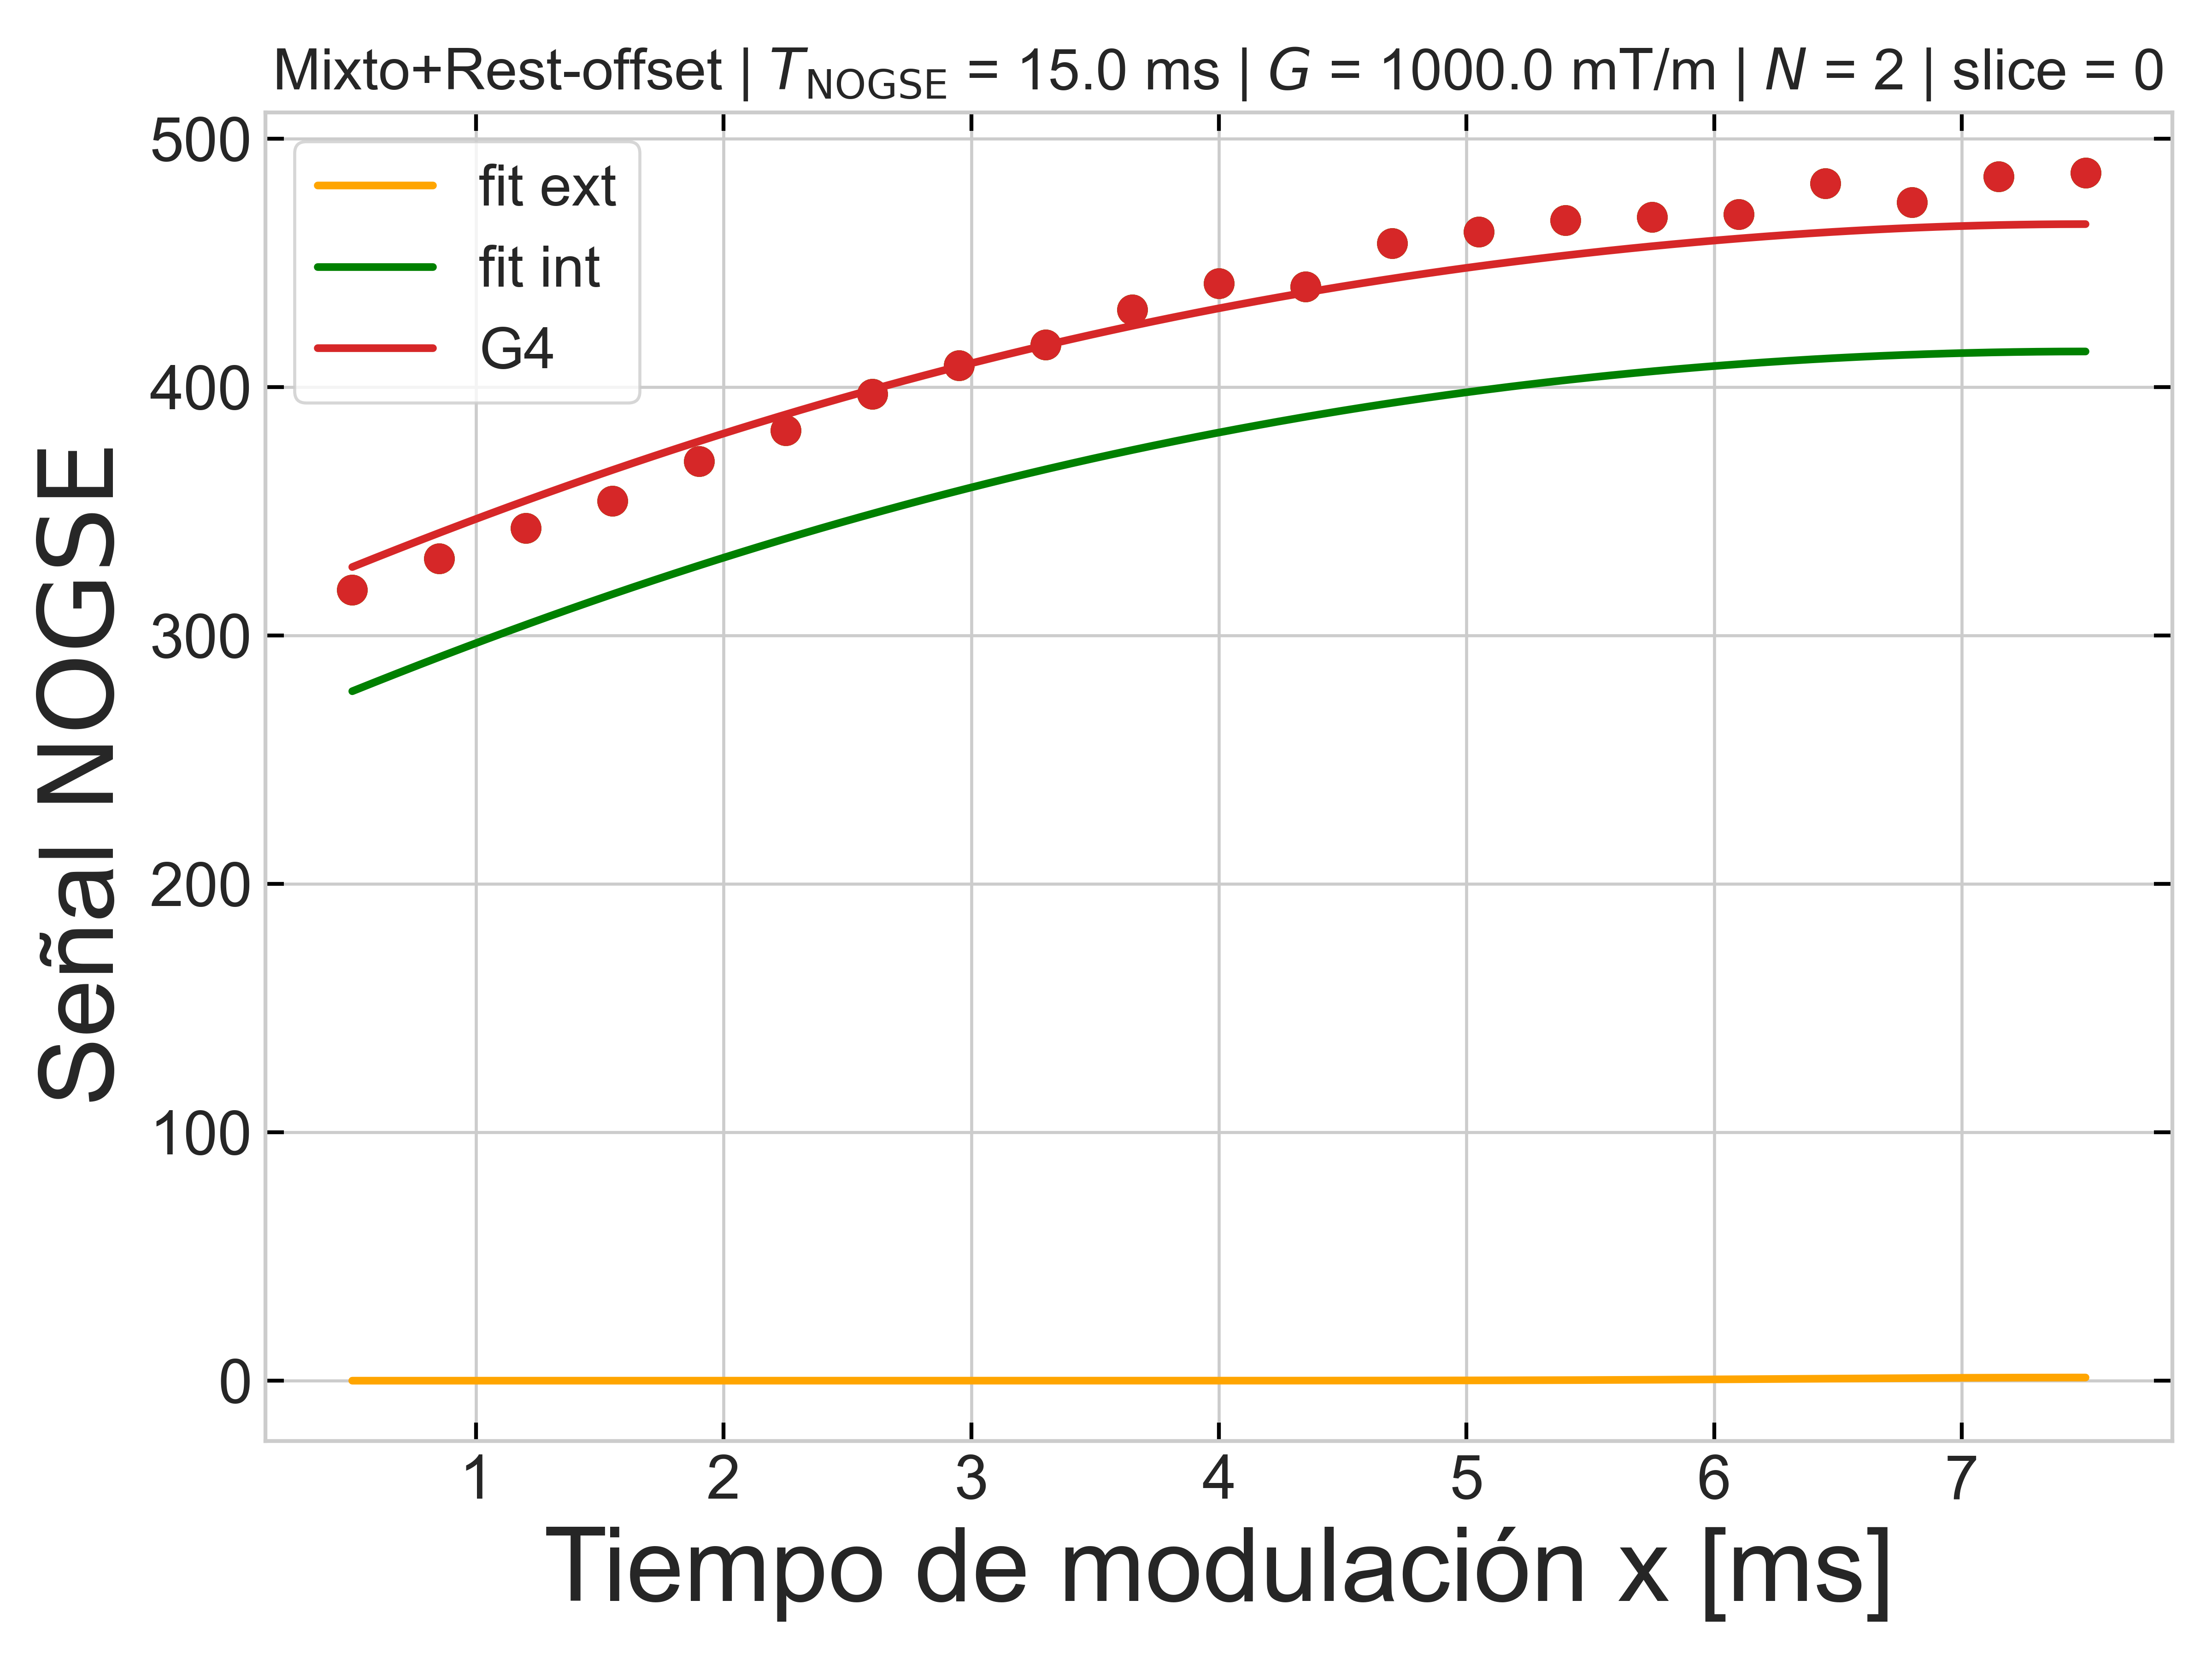 Mixto+Rest-offset | T_NOGSE = 15.0 ms | G = 1000.0 mT/m | N = 2 | slice = 0
500
400
300
200
100
0
fit ext
fit int
G4
Señal NOGSE
1 2 3 4 5 6 7
Tiempo de modulación x [ms]